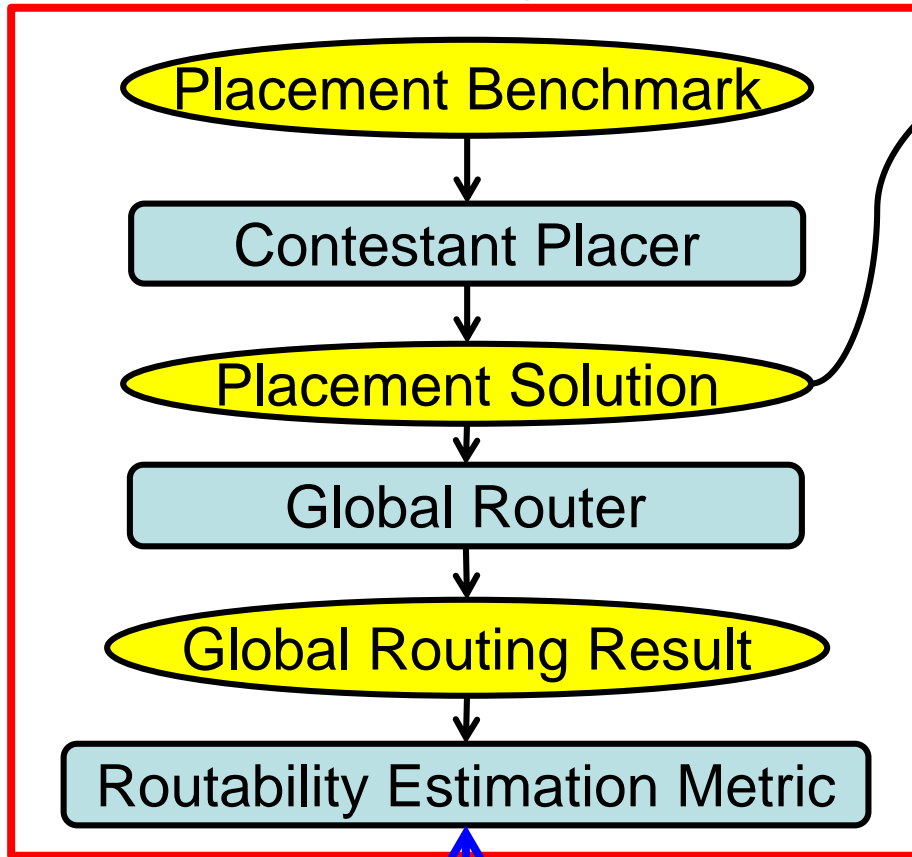 Placement Benchmark
Contestant Placer
Placement Solution
Global Router
Global Routing Result
Routability Estimation Metric